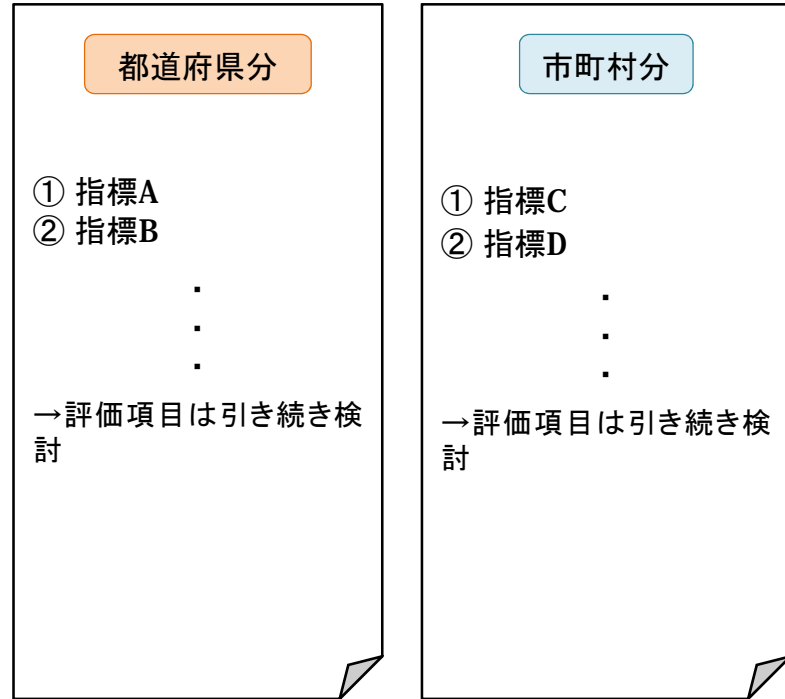 都道府県分
① 指標A
② 指標B
・
・
・
→評価項目は引き続き検
討
市町村分
① 指標C
② 指標D
・
・
・
→評価項目は引き続き検
討